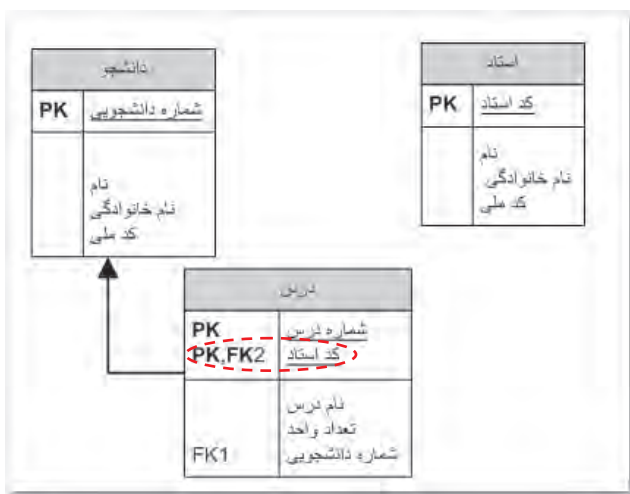 دانشجو
PK شماره دانشجویی
نام
نام خانوادگی
کد ملی
استاد
PK کد استاد
نام
نام خانوادگی
کد ملی
درس
PK شماره درس
PK,FK2 کد استاد
نام درس
تعداد واحد
FK1 شماره دانشجویی